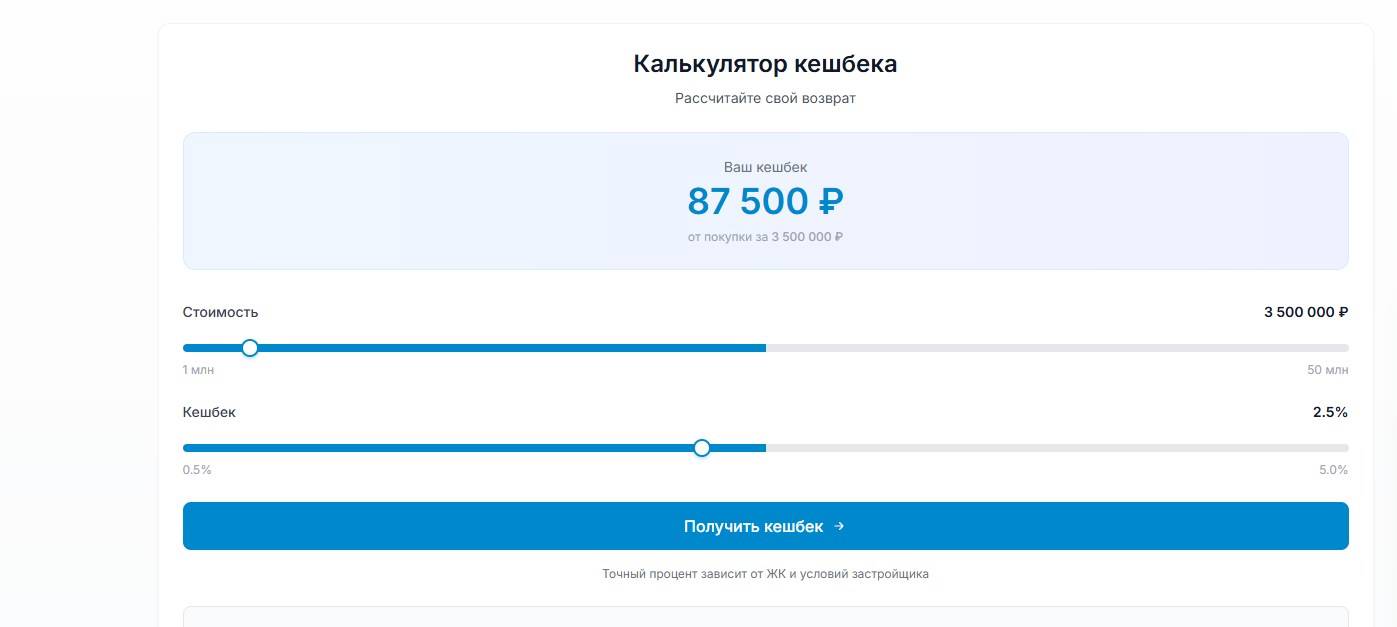 Калькулятор кешбека
Рассчитайте свой возврат
Ваш кешбек
87 500 ₽
от покупки за 3 500 000 ₽
Стоимость 3 500 000 ₽
1 млн 50 млн
Кешбек 2.5%
0.5% 5.0%
Получить кешбек →
Точный процент зависит от ЖК и условий застройщика